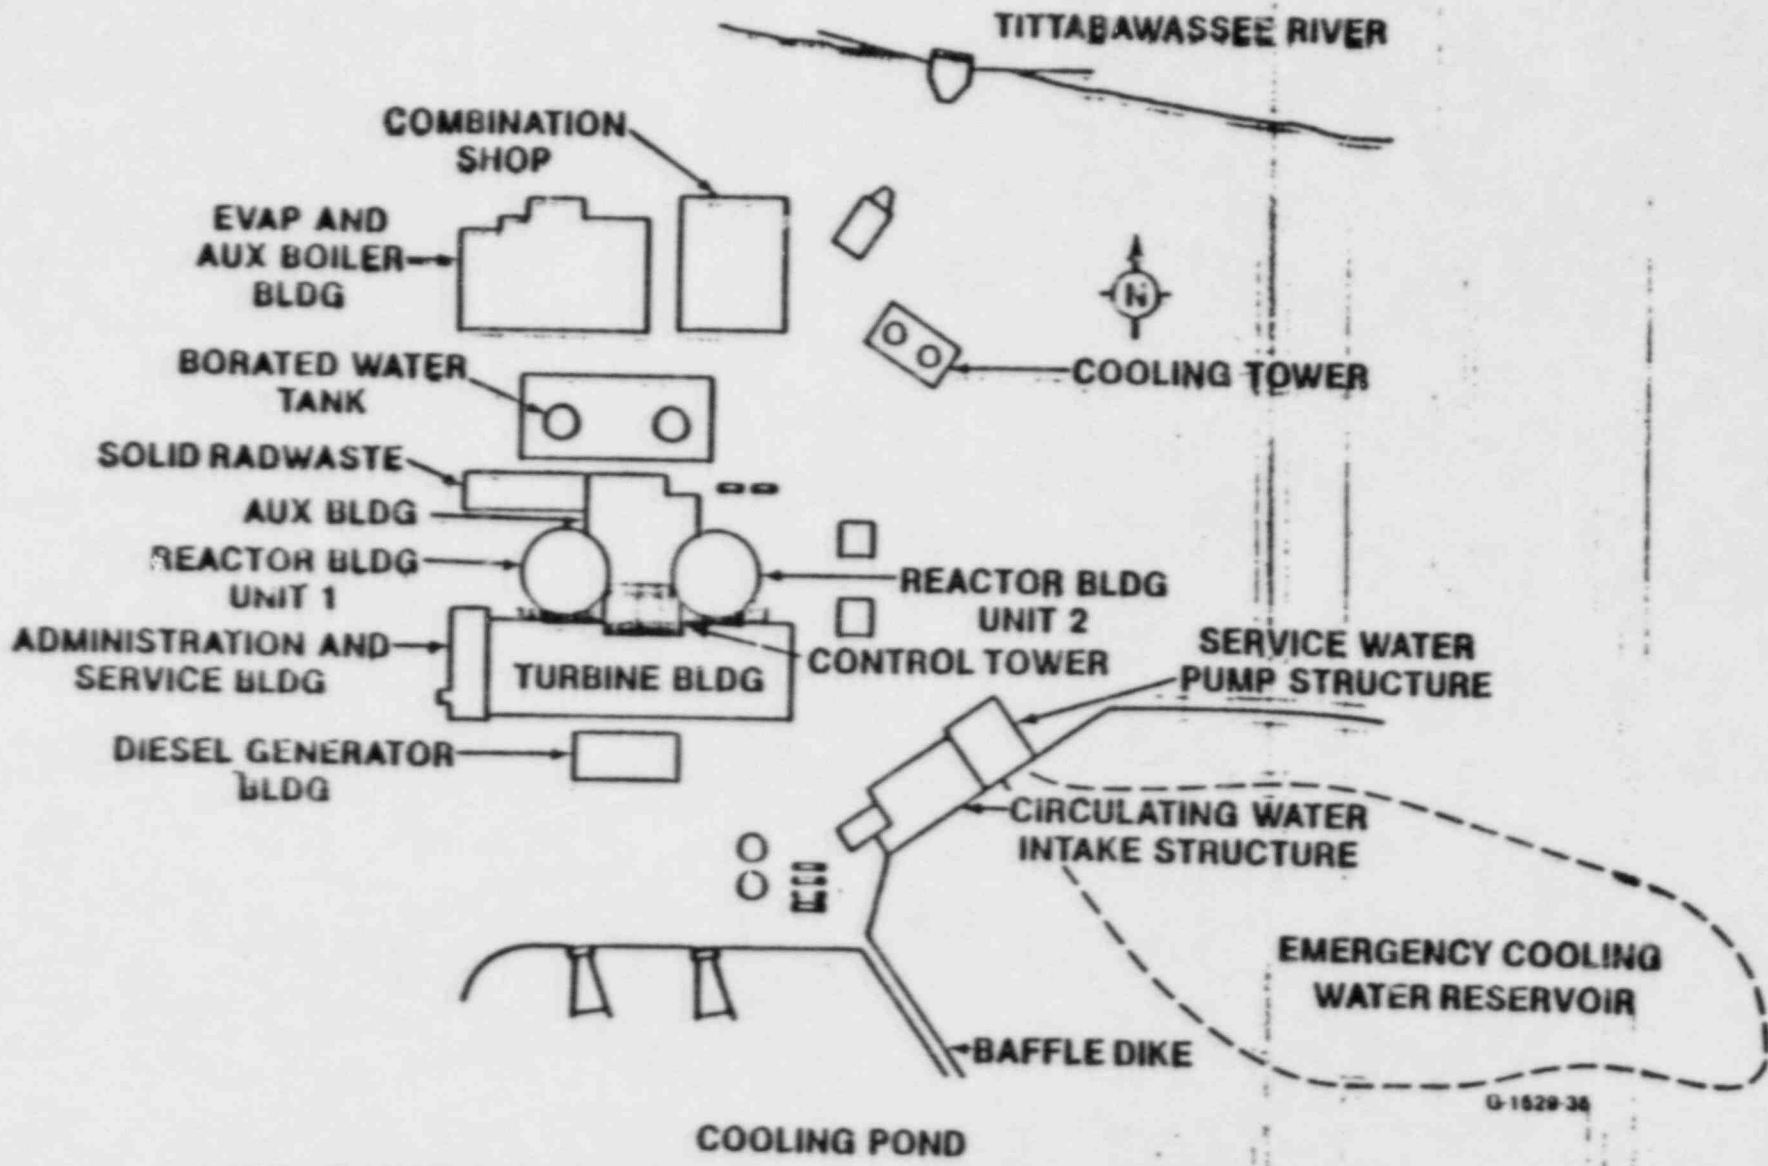 TITTABAWASSEE RIVER
COMBINATION
SHOP
EVAP AND
AUX BOILER
BLDG
N
BORATED WATER
TANK
COOLING TOWER
SOLID RADWASTE
AUX BLDG
REACTOR BLDG
UNIT 1
REACTOR BLDG
UNIT 2
ADMINISTRATION AND
SERVICE BLDG
TURBINE BLDG
CONTROL TOWER
SERVICE WATER
PUMP STRUCTURE
DIESEL GENERATOR
BLDG
CIRCULATING WATER
INTAKE STRUCTURE
EMERGENCY COOLING
WATER RESERVOIR
BAFFLE DIKE
G-1529-35
COOLING POND